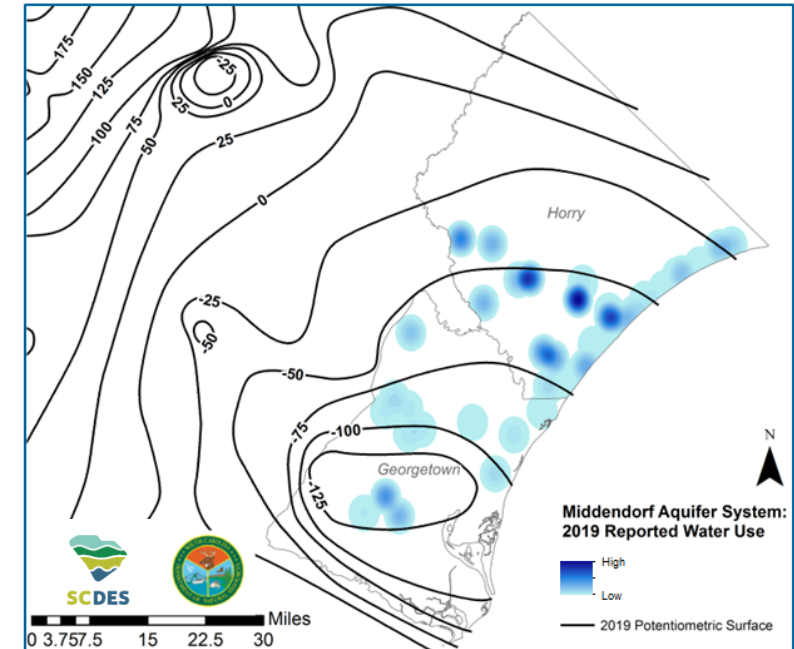 175
150
125
100
75
50
25
0
-25
25
0
-25
-50
-50
-75
-100
-125
Horry
Georgetown
N
Middendorf Aquifer System:
2019 Reported Water Use
High
Low
2019 Potentiometric Surface
SCDES
Miles
0 3.757.5 15 22.5 30